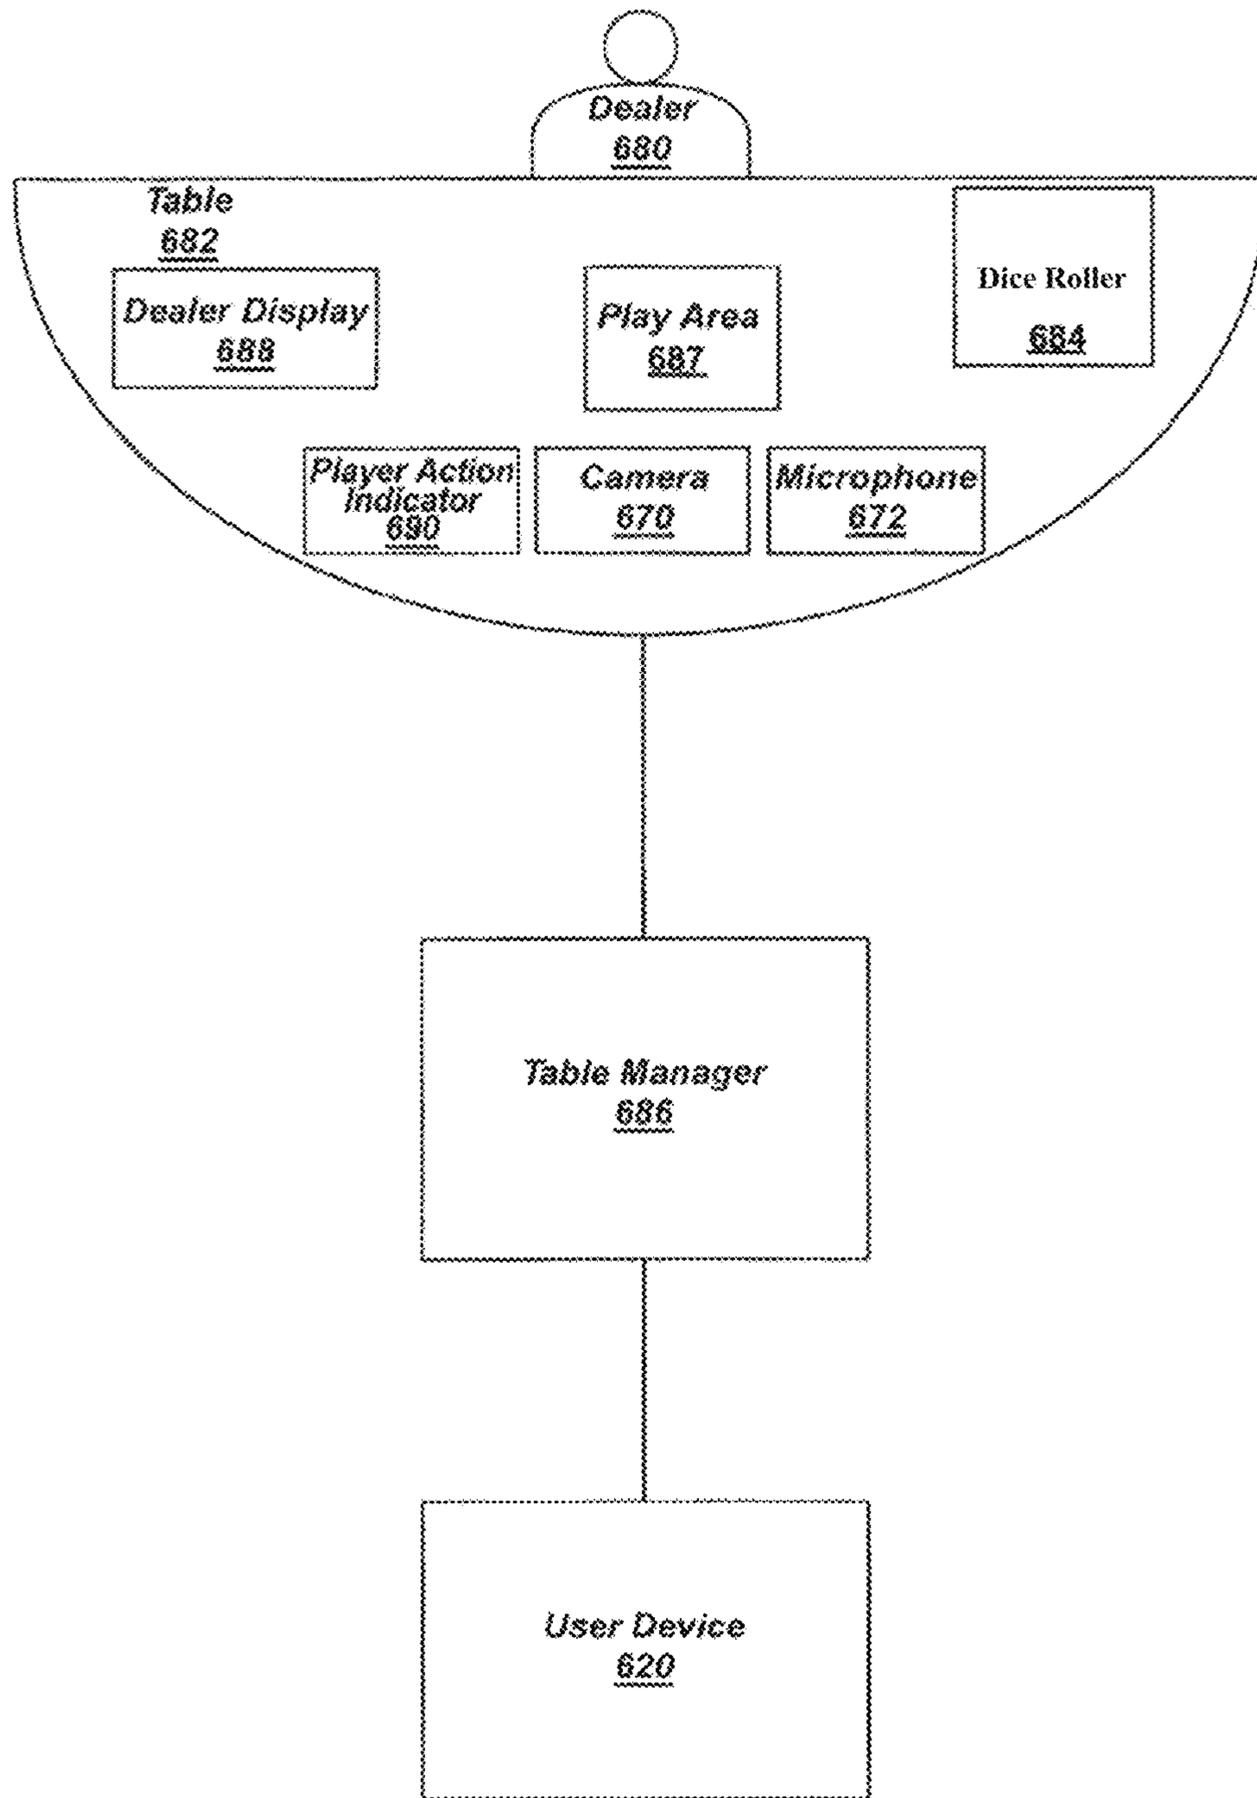 Dealer
680
Table
682
Dealer Display
688
Play Area
687
Dice Roller
684
Player Action
Indicator
690
Camera
670
Microphone
672
Table Manager
686
User Device
620